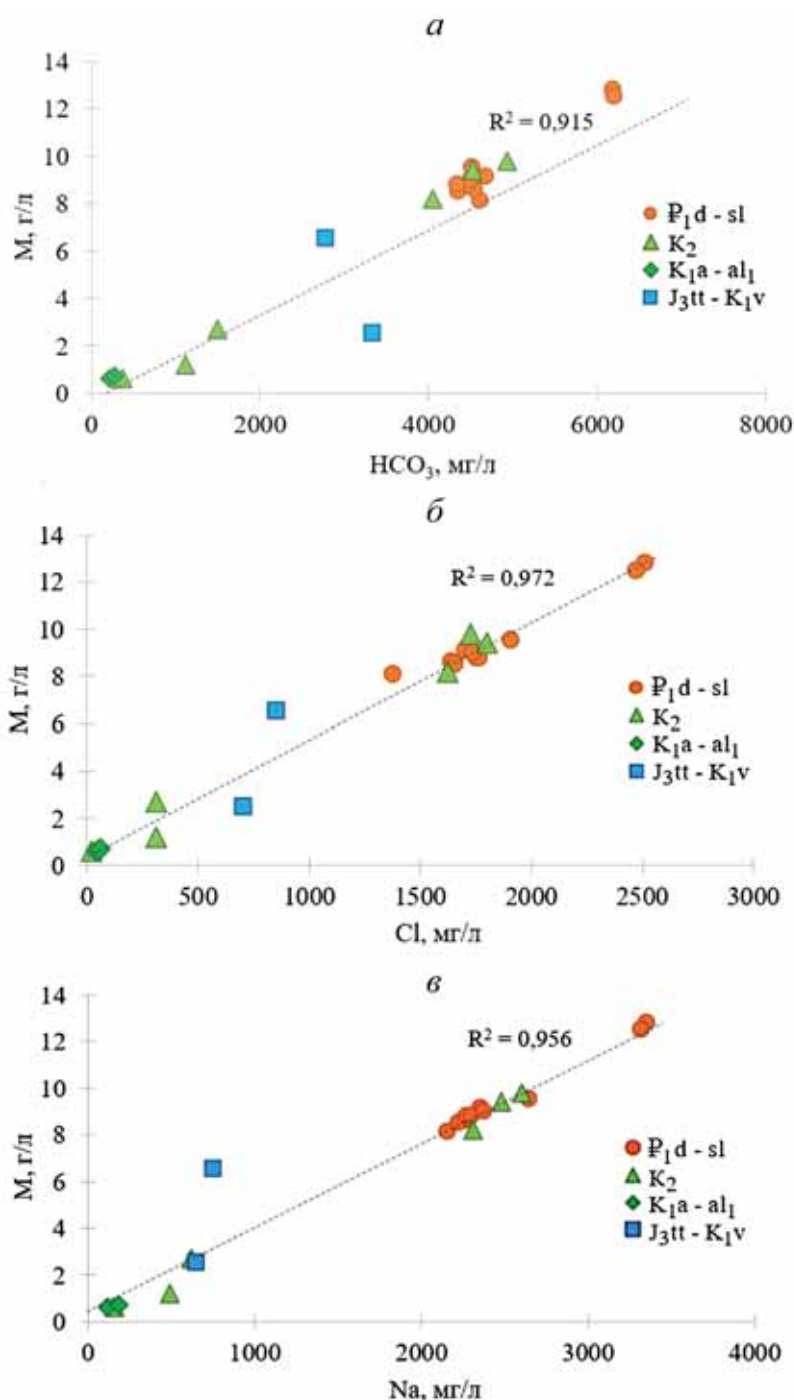 а
М, г/л
14
12
10
8
6
4
2
0
R² = 0,915
₽₁d - sl
K₂
K₁a - al₁
J₃tt - K₁v
0 2000 4000 6000 8000
HCO₃, мг/л
б
М, г/л
14
12
10
8
6
4
2
0
R² = 0,972
₽₁d - sl
K₂
K₁a - al₁
J₃tt - K₁v
0 500 1000 1500 2000 2500 3000
Cl, мг/л
в
М, г/л
14
12
10
8
6
4
2
0
R² = 0,956
₽₁d - sl
K₂
K₁a - al₁
J₃tt - K₁v
0 1000 2000 3000 4000
Na, мг/л